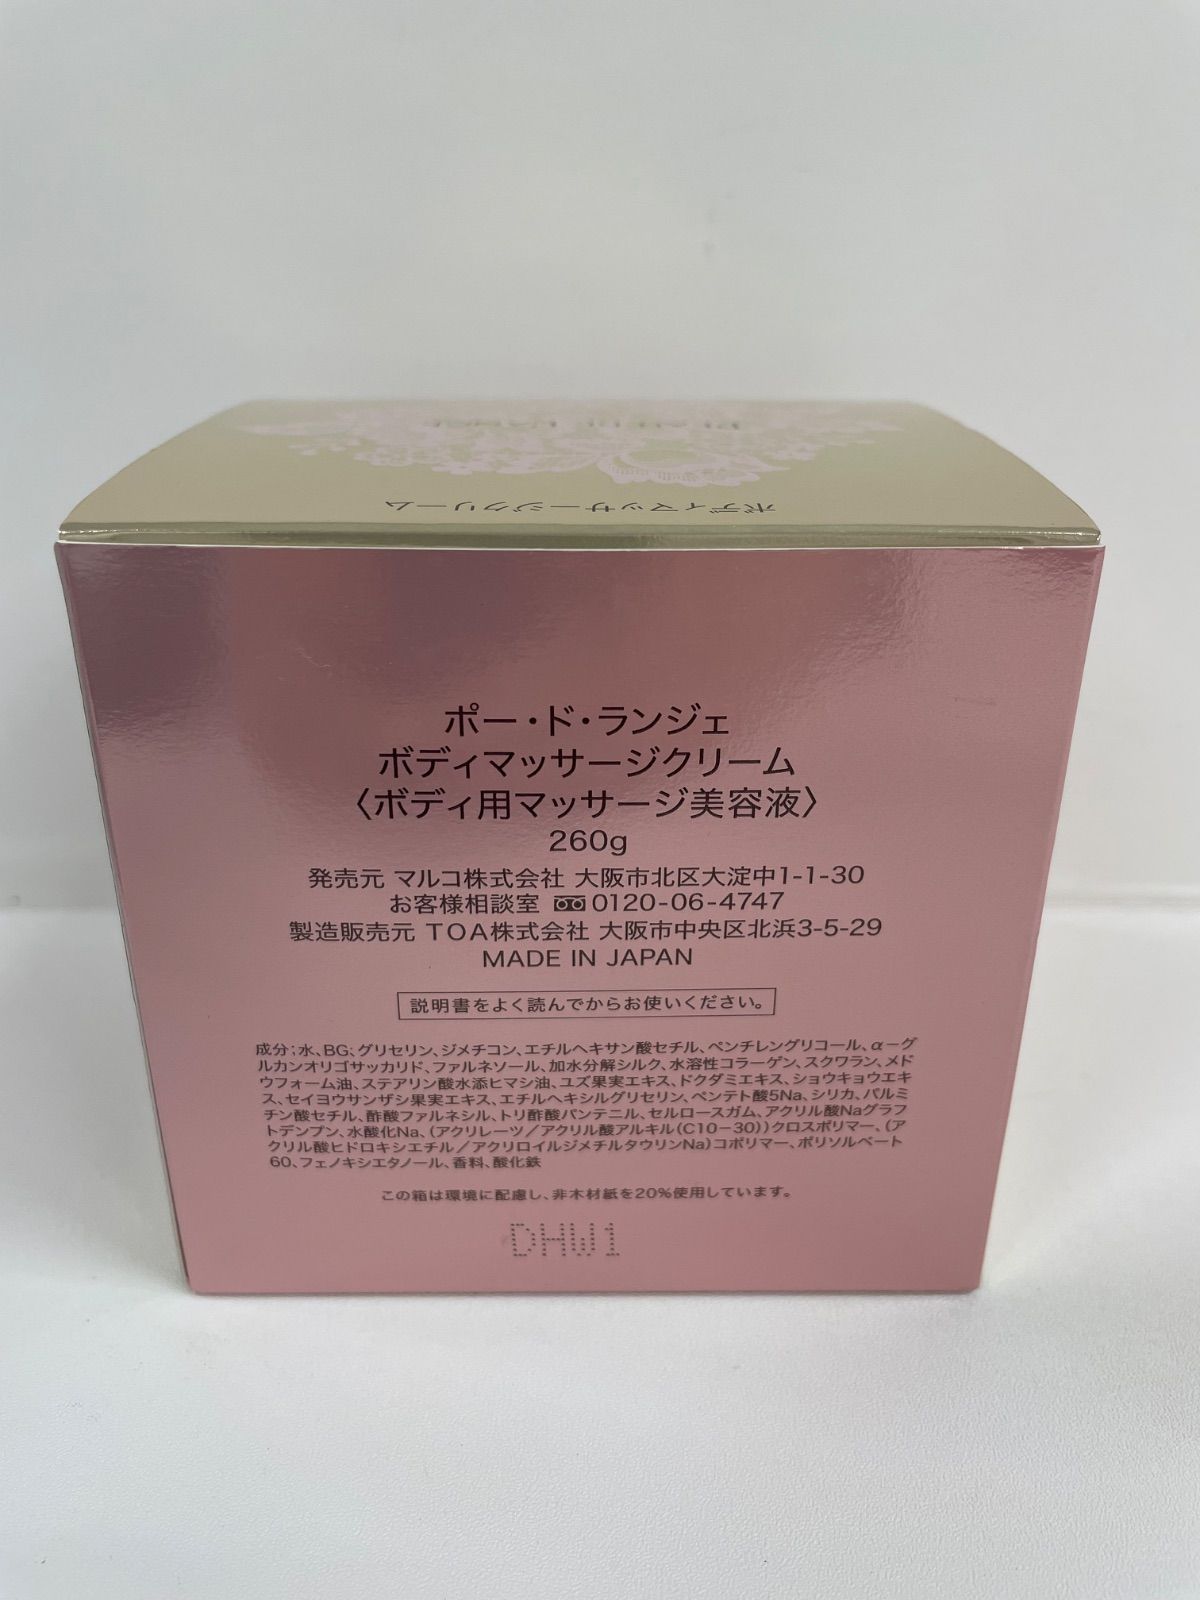 ボディマッサージクリーム
ポー・ド・ランジェ
ボディマッサージクリーム
〈ボディ用マッサージ美容液〉
260g
発売元 マルコ株式会社 大阪市北区大淀中1-1-30
お客様相談室 0120-06-4747
製造販売元 TOA株式会社 大阪市中央区北浜3-5-29
MADE IN JAPAN
説明書をよく読んでからお使いください。
成分;水、BG、グリセリン、ジメチコン、エチルヘキサン酸セチル、ペンチレングリコール、α-グ
ルカンオリゴサッカリド、ファルネソール、加水分解シルク、水溶性コラーゲン、スクワラン、メド
ウフォーム油、ステアリン酸水添ヒマシ油、ユズ果実エキス、ドクダミエキス、ショウキョウエキ
ス、セイヨウサンザシ果実エキス、エチルヘキシルグリセリン、ペンテト酸5Na、シリカ、パルミ
チン酸セチル、酢酸ファルネシル、トリ酢酸パンテニル、セルロースガム、アクリル酸Naグラフ
トデンプン、水酸化Na、(アクリレーツ/アクリル酸アルキル(C10-30))クロスポリマー、(ア
クリル酸ヒドロキシエチル/アクリロイルジメチルタウリンNa)コポリマー、ポリソルベート
60、フェノキシエタノール、香料、酸化鉄
この箱は環境に配慮し、非木材紙を20%使用しています。
DHW1